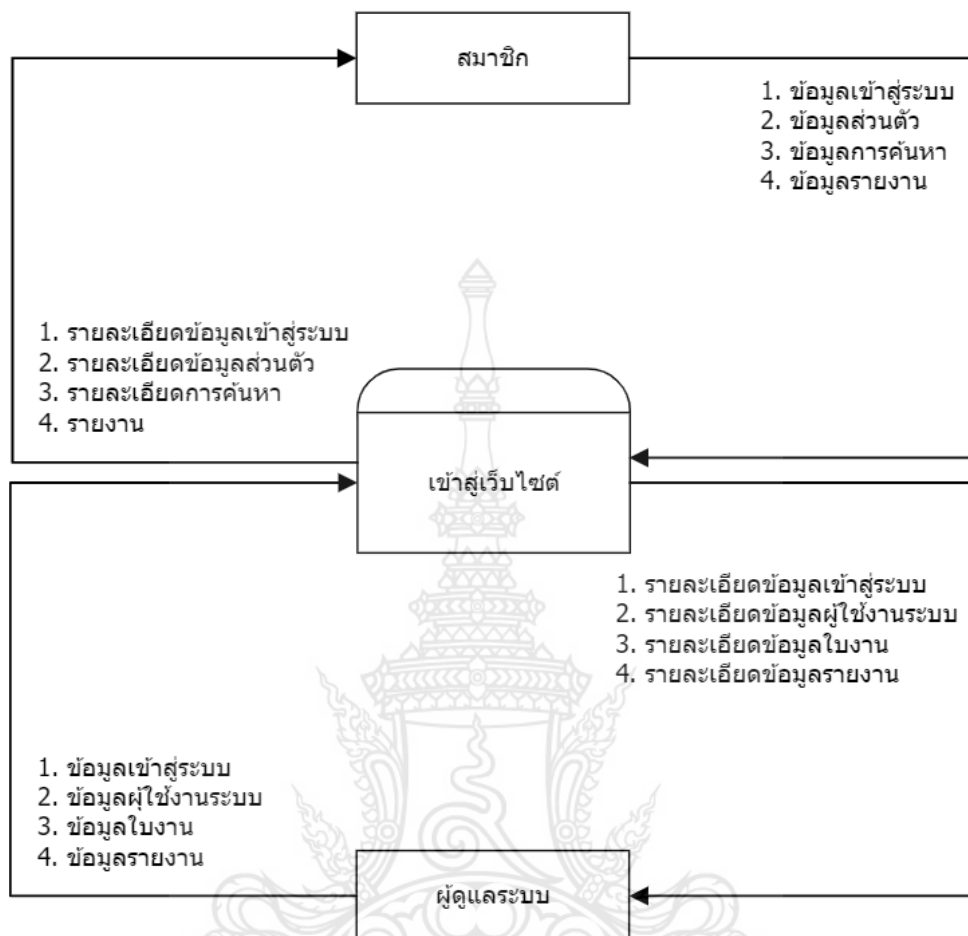 สมาชิก
1. ข้อมูลเข้าสู่ระบบ
2. ข้อมูลส่วนตัว
3. ข้อมูลการค้นหา
4. ข้อมูลรายงาน
1. รายละเอียดข้อมูลเข้าสู่ระบบ
2. รายละเอียดข้อมูลส่วนตัว
3. รายละเอียดการค้นหา
4. รายงาน
เข้าสู่เว็บไซต์
1. รายละเอียดข้อมูลเข้าสู่ระบบ
2. รายละเอียดข้อมูลผู้ใช้งานระบบ
3. รายละเอียดข้อมูลใบงาน
4. รายละเอียดข้อมูลรายงาน
1. ข้อมูลเข้าสู่ระบบ
2. ข้อมูลผุ้ใช้งานระบบ
3. ข้อมูลใบงาน
4. ข้อมูลรายงาน
ผู้ดูแลระบบ